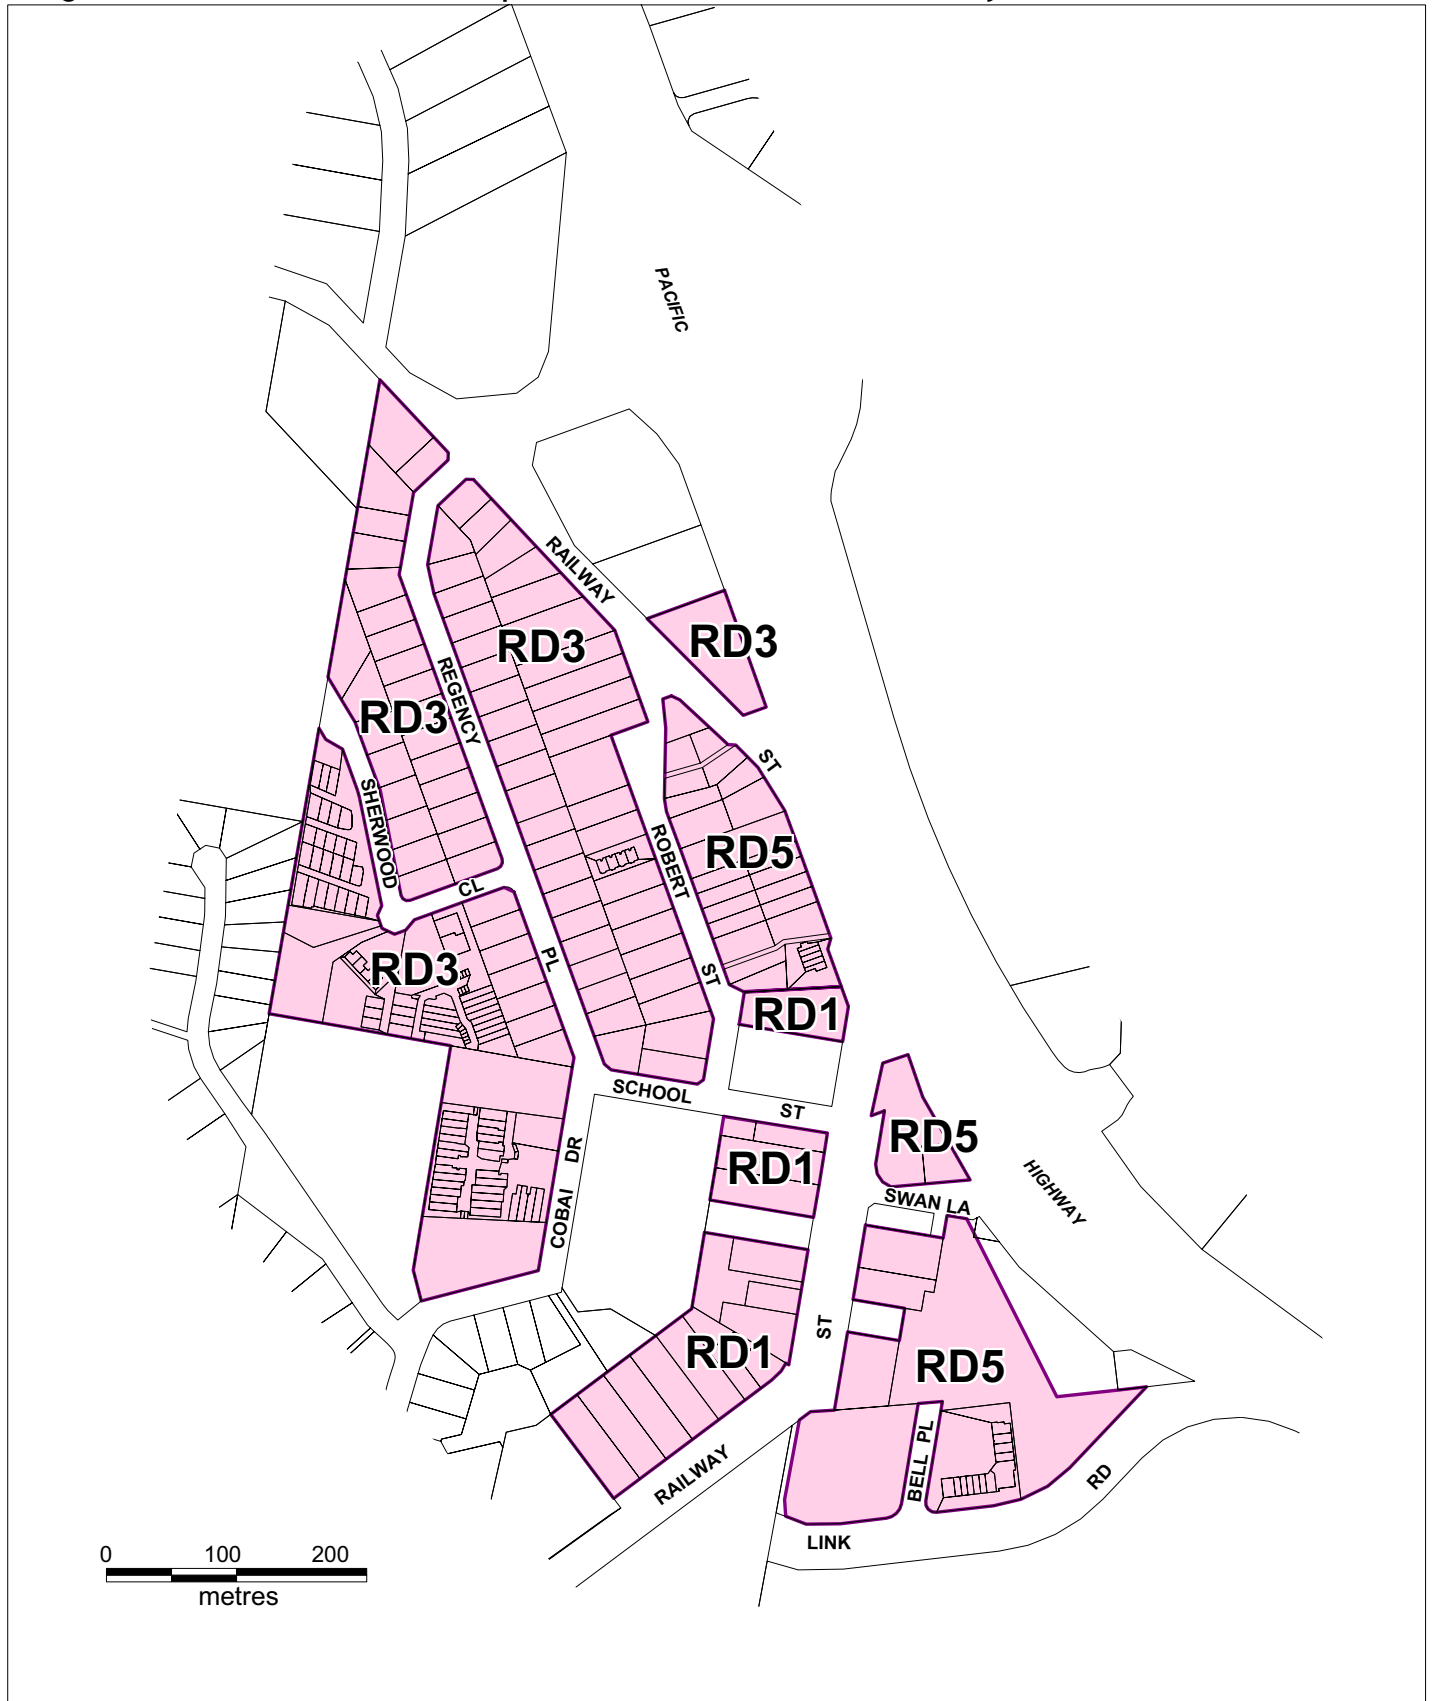 PACIFIC
RAILWAY
RD3
RD3
REGENCY
RD3
ST
SHERWOOD
ROBERT
RD5
CL
PL
RD3
ST
RD1
SCHOOL
ST
RD5
DR
RD1
COBAI
HIGHWAY
SWAN LA
ST
RD1
RD5
BELL PL
RAILWAY
RD
LINK
0 100 200
metres